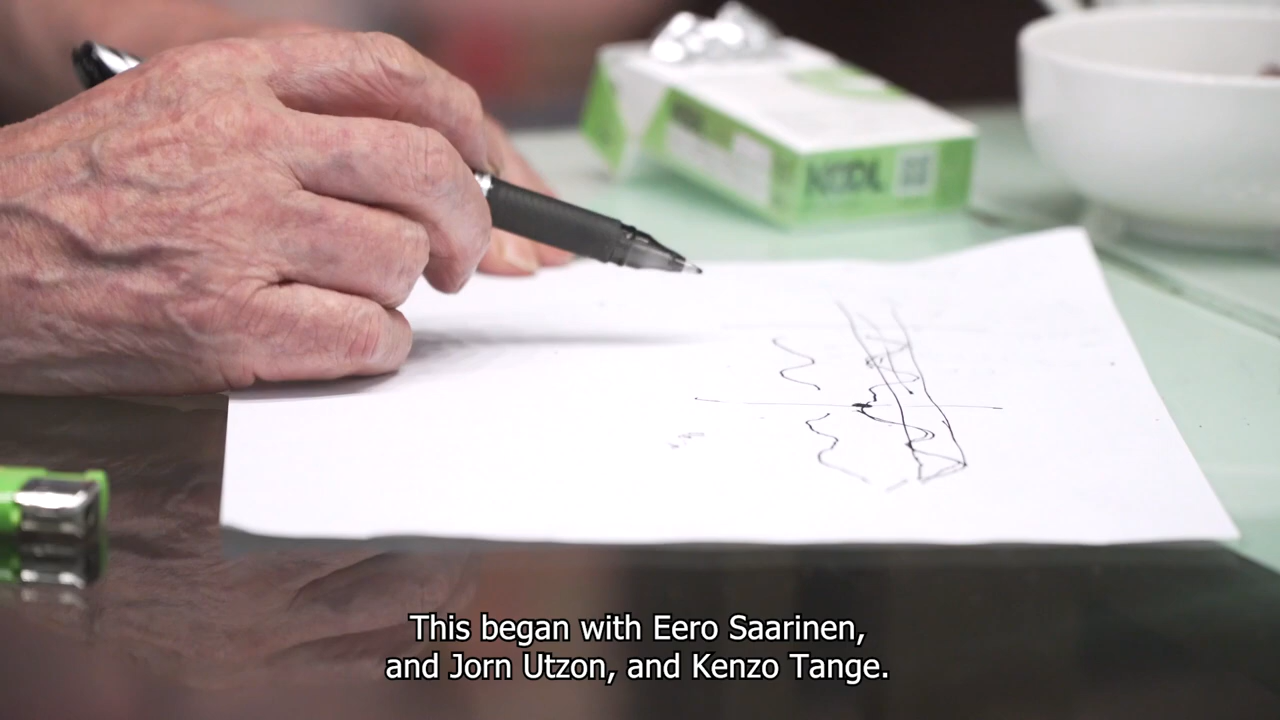 This began with Eero Saarinen,
and Jorn Utzon, and Kenzo Tange.